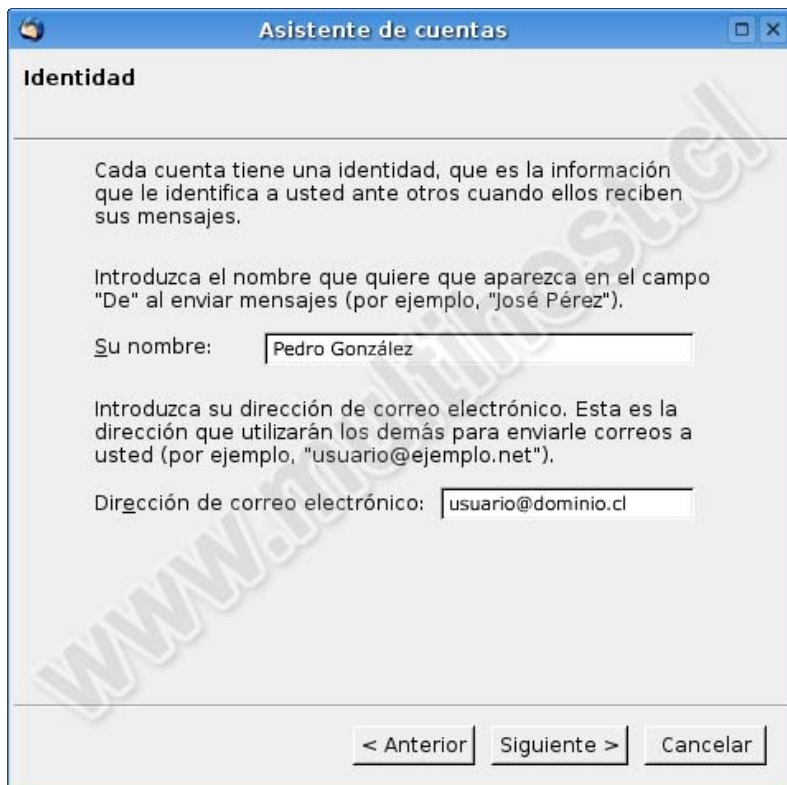 Asistente de cuentas
Identidad
Cada cuenta tiene una identidad, que es la información
que le identifica a usted ante otros cuando ellos reciben
sus mensajes.
Introduzca el nombre que quiere que aparezca en el campo
"De" al enviar mensajes (por ejemplo, "José Pérez").
Su nombre: Pedro González
Introduzca su dirección de correo electrónico. Esta es la
dirección que utilizarán los demás para enviarle correos a
usted (por ejemplo, "usuario@ejemplo.net").
Dirección de correo electrónico: usuario@dominio.cl
www.multihost.cl
< Anterior Siguiente > Cancelar